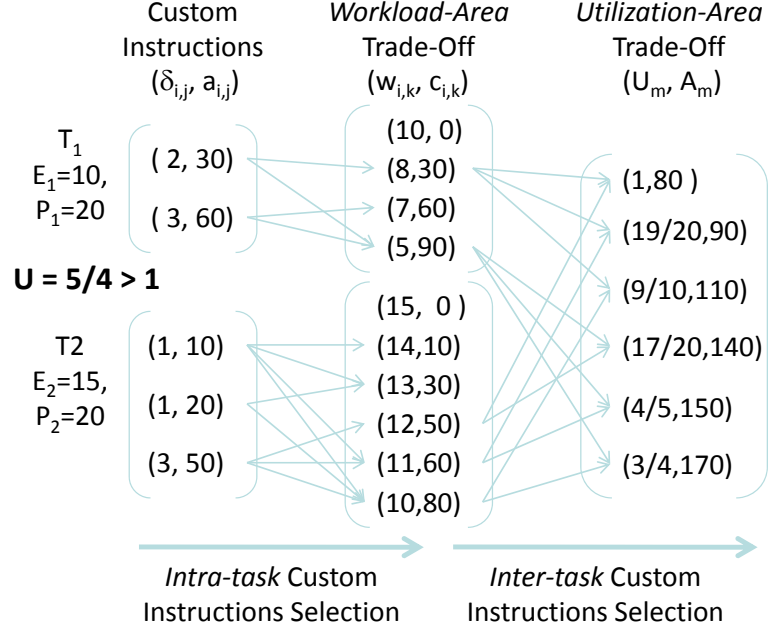 Custom
Instructions
(δi,j, ai,j)
Workload-Area
Trade-Off
(wi,k, ci,k)
Utilization-Area
Trade-Off
(Um, Am)
T1
E1=10,
P1=20
( 2, 30)
( 3, 60)
(10, 0)
(8,30)
(7,60)
(5,90)
U = 5/4 > 1
T2
E2=15,
P2=20
(1, 10)
(1, 20)
(3, 50)
(15, 0 )
(14,10)
(13,30)
(12,50)
(11,60)
(10,80)
(1,80 )
(19/20,90)
(9/10,110)
(17/20,140)
(4/5,150)
(3/4,170)
Intra-task Custom
Instructions Selection
Inter-task Custom
Instructions Selection